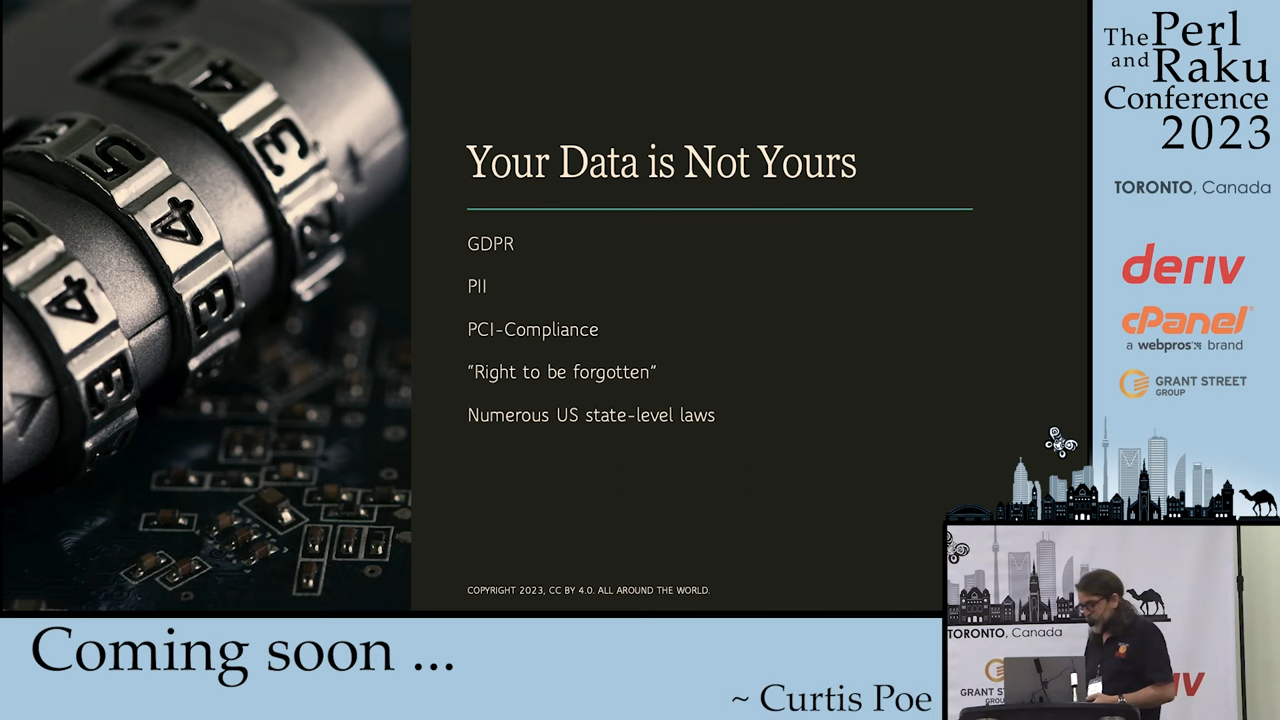 Your Data is Not Yours
GDPR
PII
PCI-Compliance
"Right to be forgotten"
Numerous US state-level laws
COPYRIGHT 2023, CC BY 4.0. ALL AROUND THE WORLD.
The Perl
and Raku
Conference
2023
TORONTO, Canada
deriv
cPanel®
a webpros brand
GRANT STREET
GROUP
TORONTO, Canada
GRANT
GROUP
Coming soon ...
~ Curtis Poe